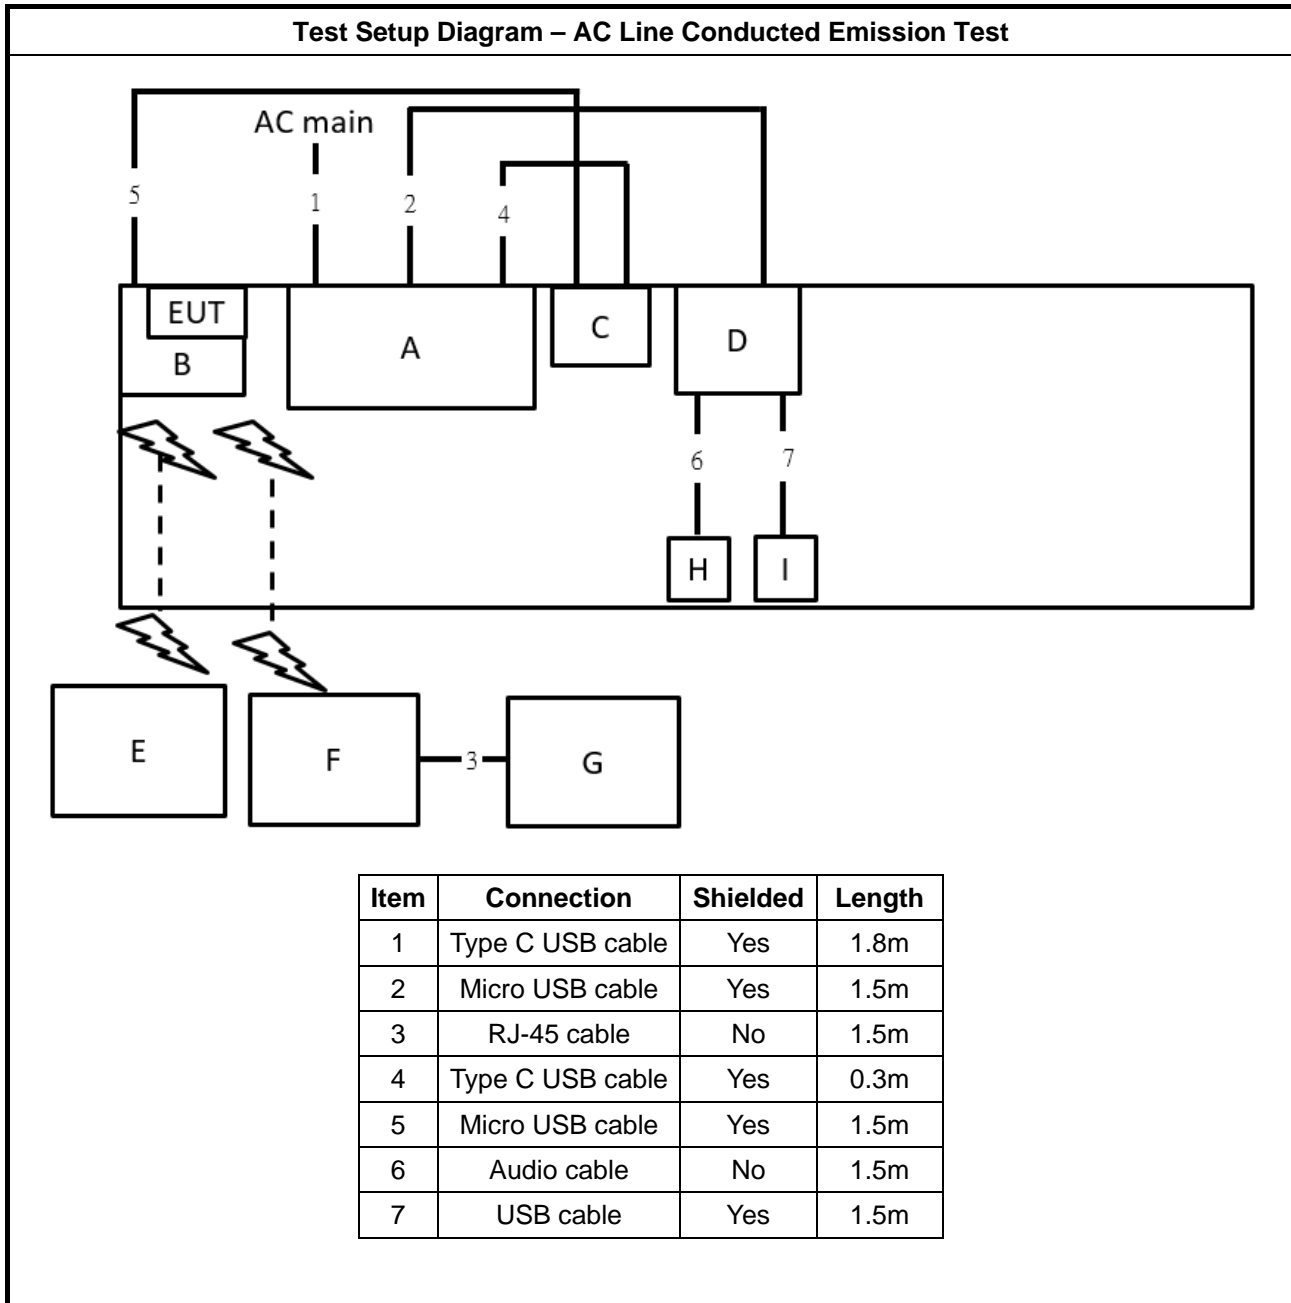 Test Setup Diagram – AC Line Conducted Emission Test
AC main
5 1 2 4
EUT
B A C D
6 7
H I
E F 3 G
Item Connection Shielded Length
1 Type C USB cable Yes 1.8m
2 Micro USB cable Yes 1.5m
3 RJ-45 cable No 1.5m
4 Type C USB cable Yes 0.3m
5 Micro USB cable Yes 1.5m
6 Audio cable No 1.5m
7 USB cable Yes 1.5m